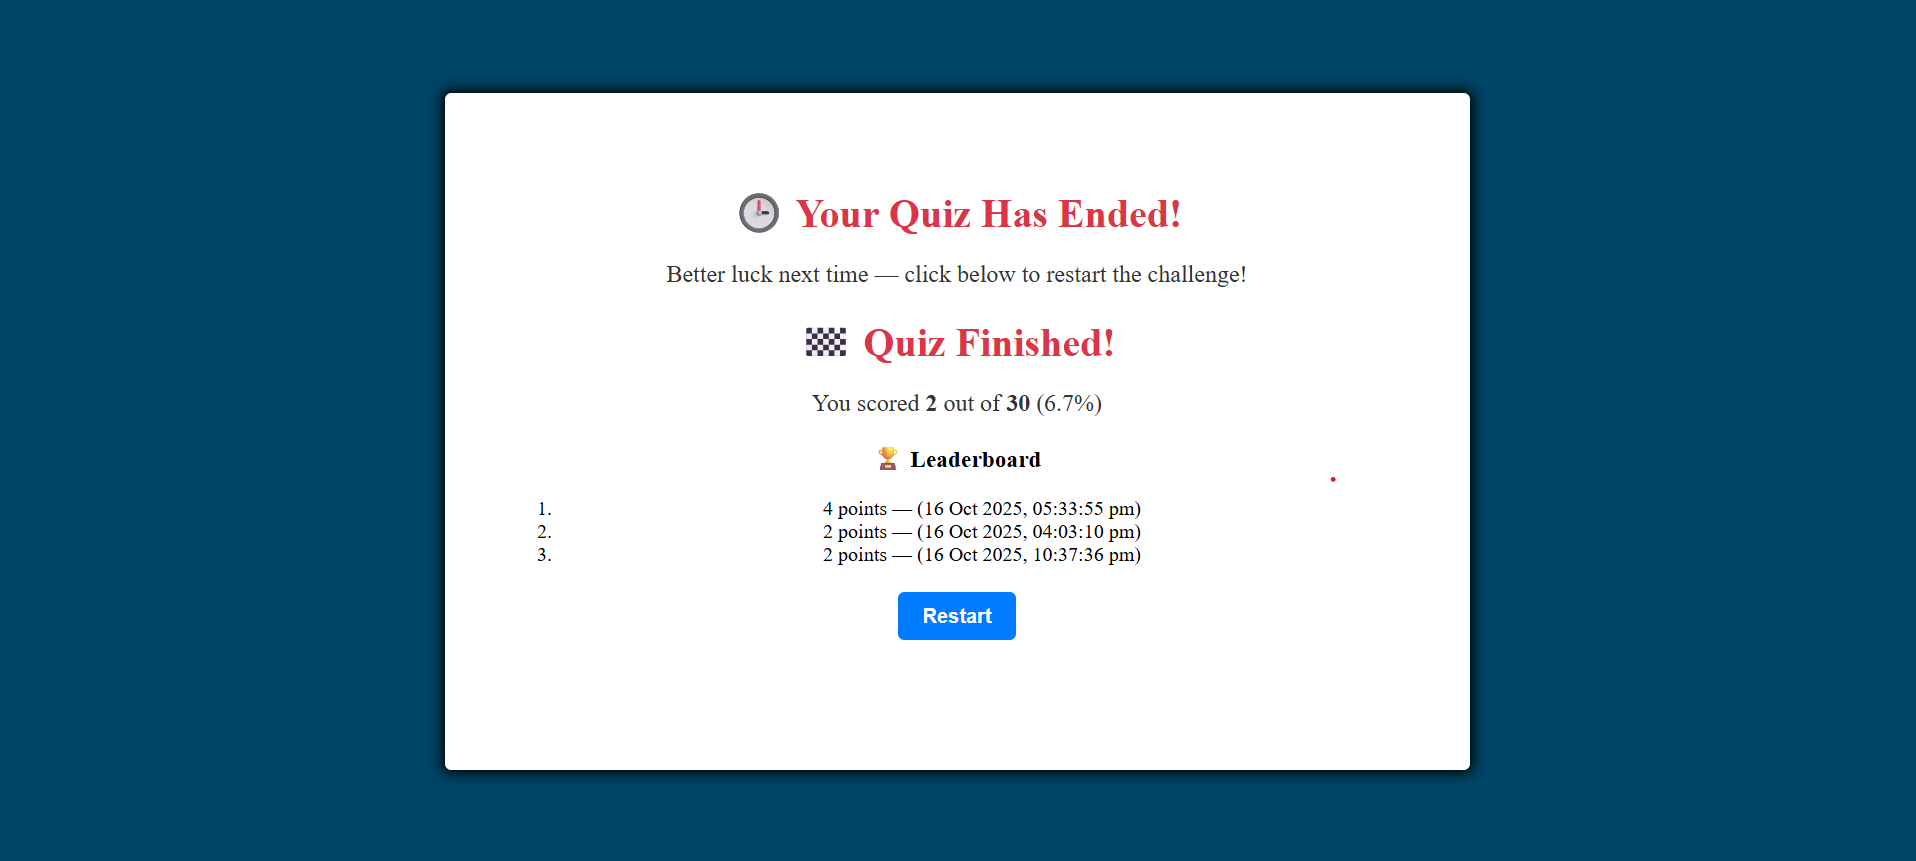 Your Quiz Has Ended!
Better luck next time — click below to restart the challenge!
Quiz Finished!
You scored 2 out of 30 (6.7%)
Leaderboard
1. 4 points — (16 Oct 2025, 05:33:55 pm)
2. 2 points — (16 Oct 2025, 04:03:10 pm)
3. 2 points — (16 Oct 2025, 10:37:36 pm)
Restart